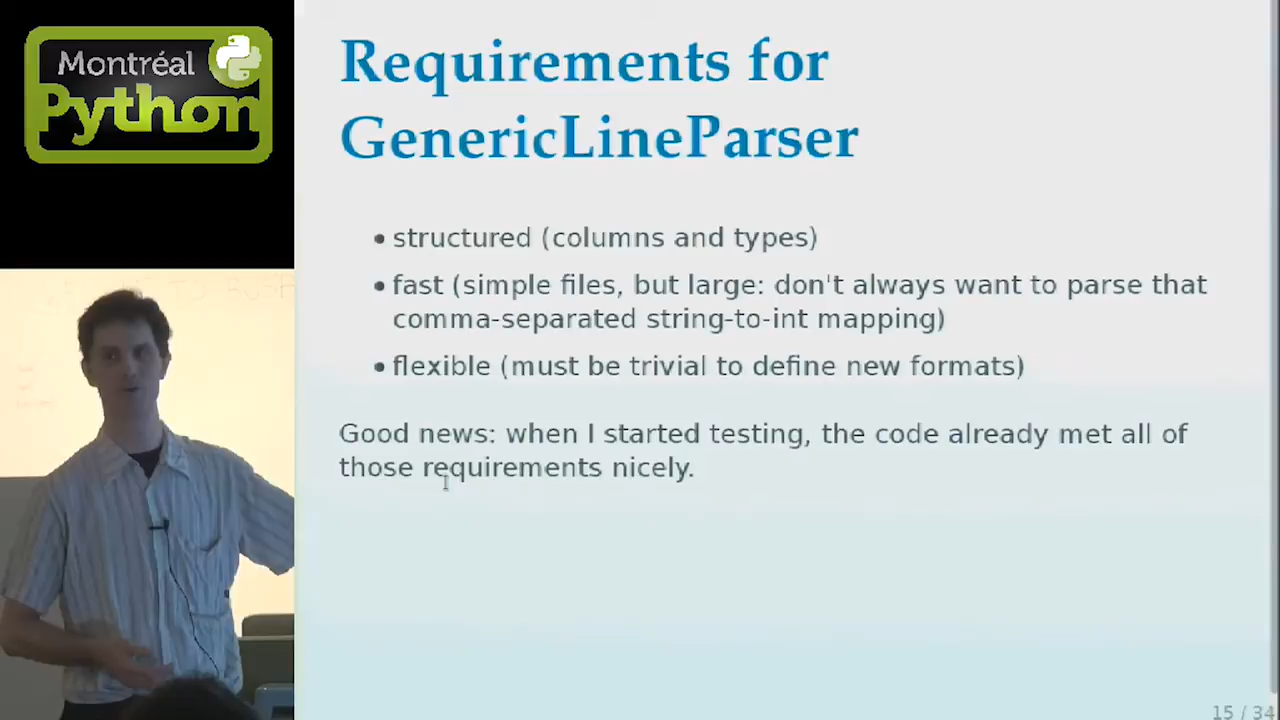 Montréal
Python
Requirements for
GenericLineParser
• structured (columns and types)
• fast (simple files, but large: don't always want to parse that
comma-separated string-to-int mapping)
• flexible (must be trivial to define new formats)
Good news: when I started testing, the code already met all of
those requirements nicely.
15 / 34